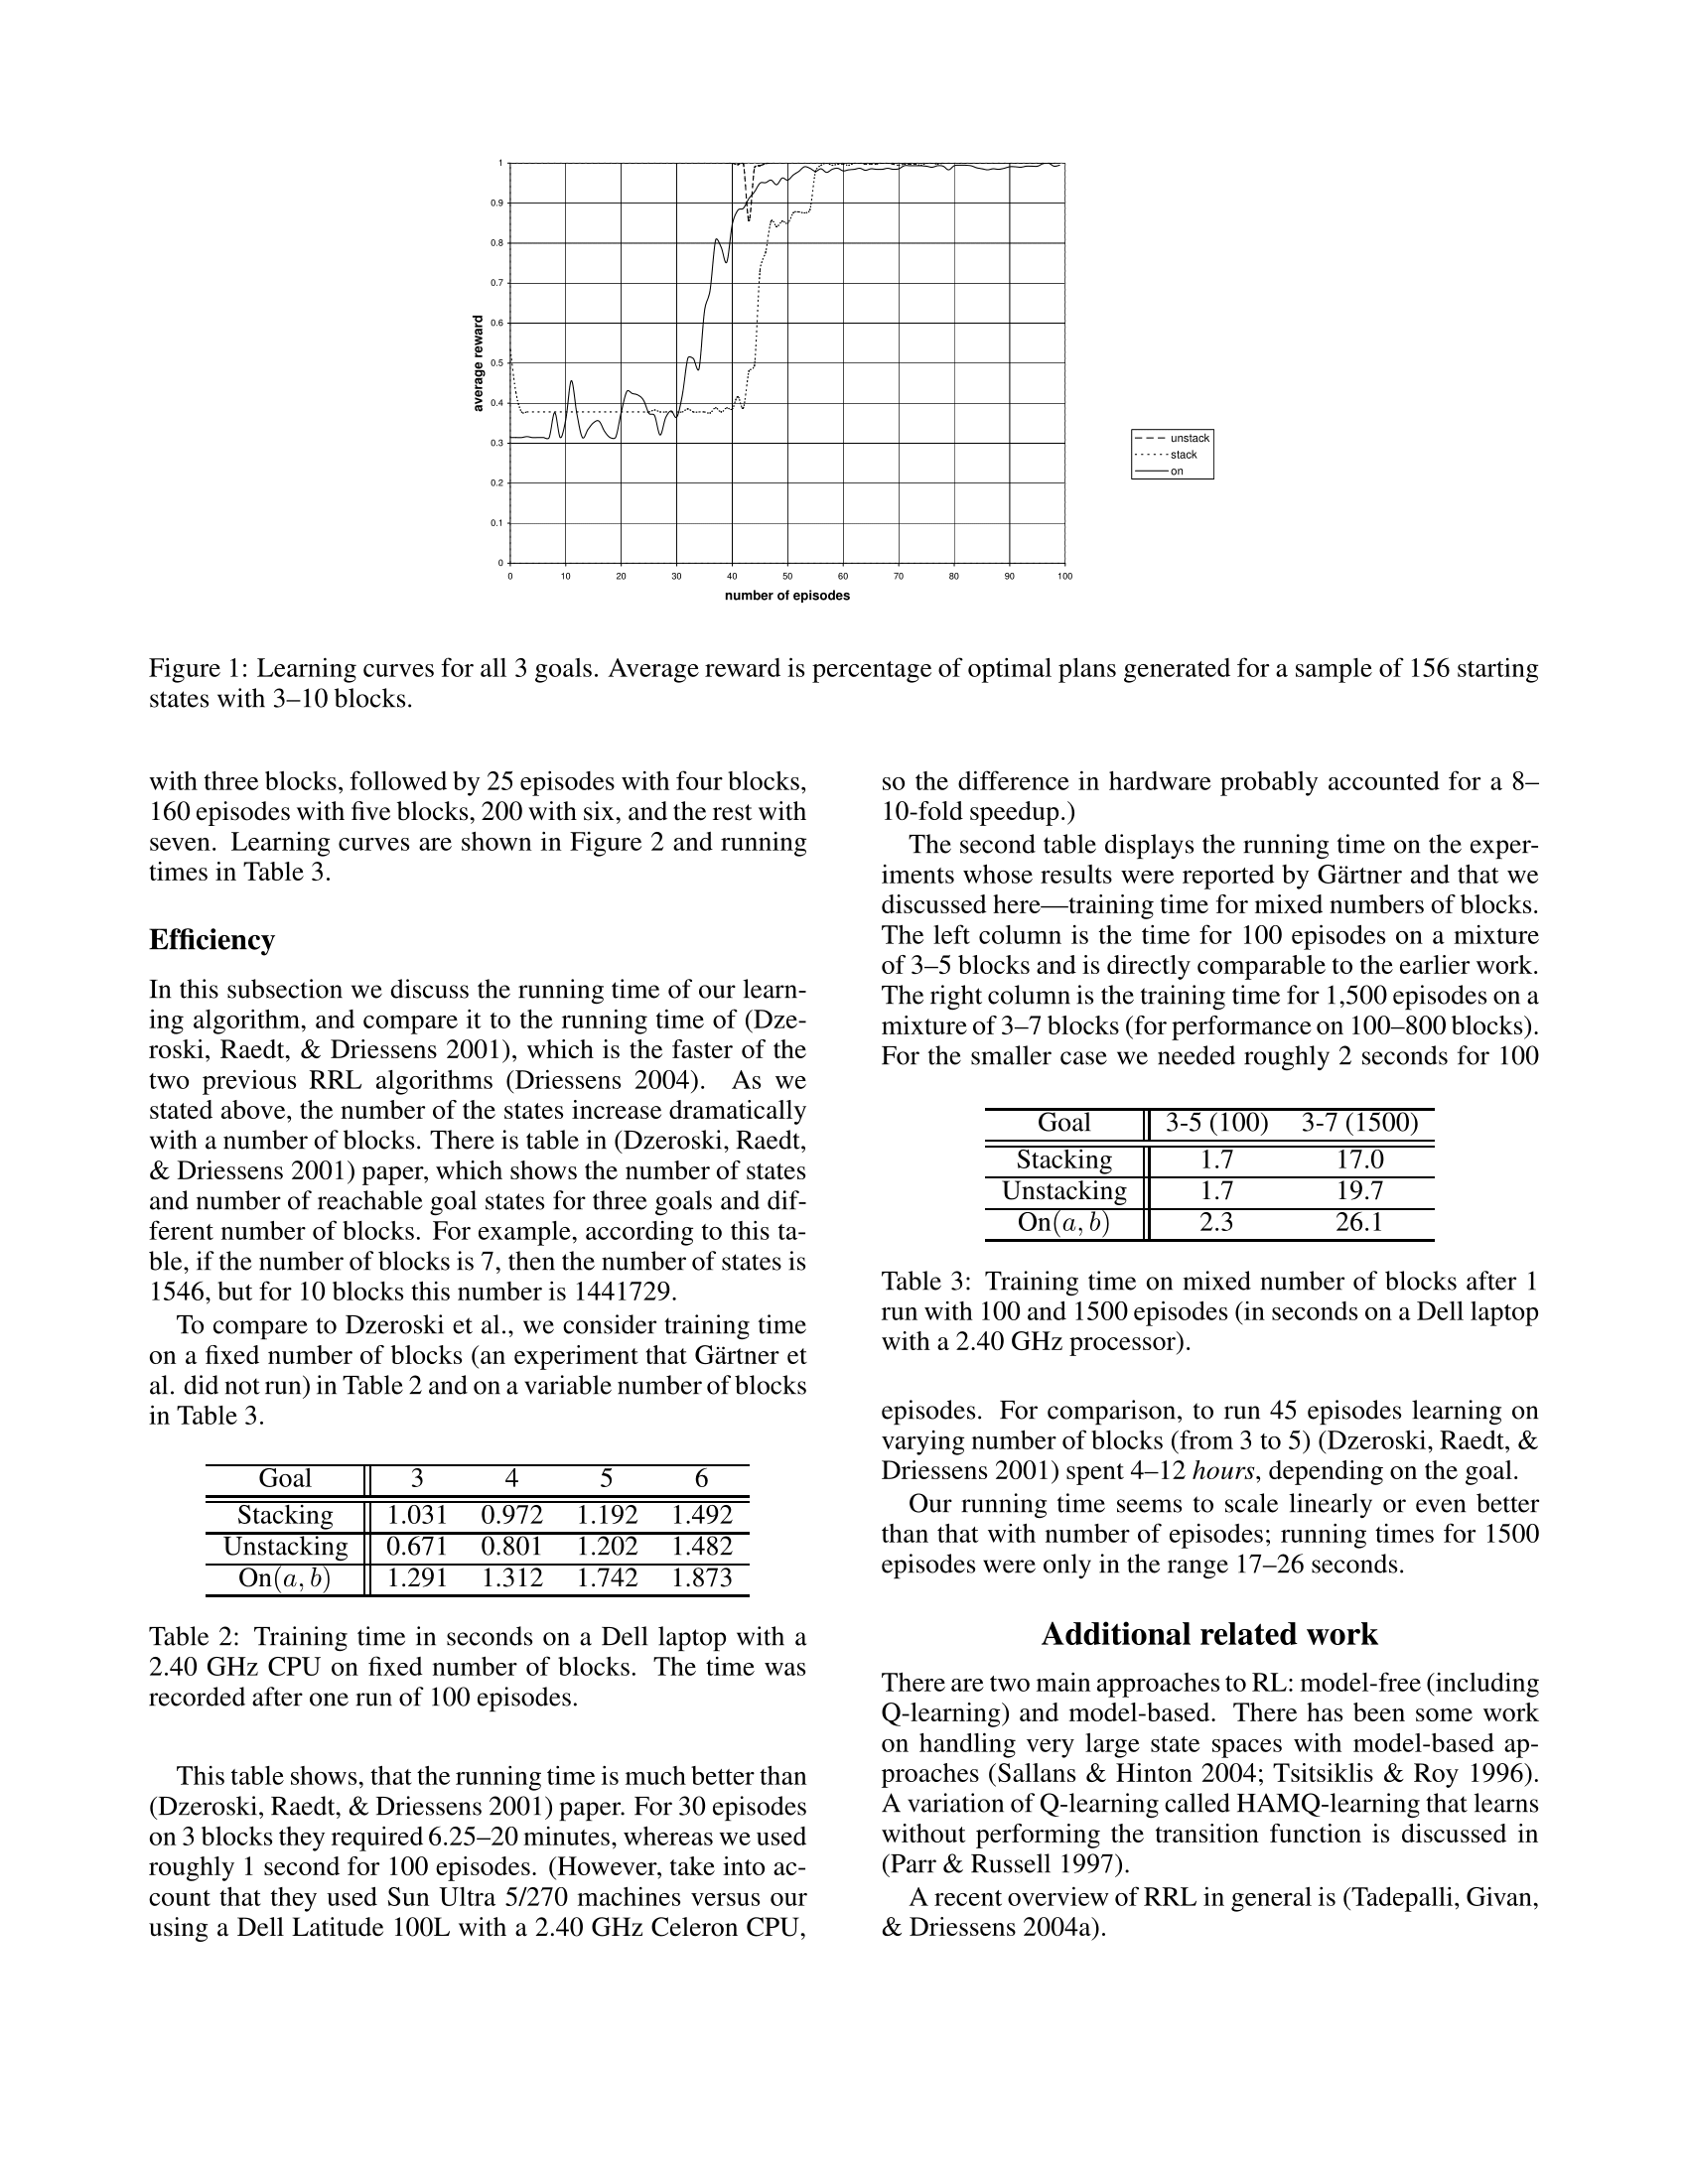 1
0.9
0.8
0.7
0.6
0.5
0.4
0.3
0.2
0.1
0
average reward
0 10 20 30 40 50 60 70 80 90 100
number of episodes
unstack
stack
on
Figure 1: Learning curves for all 3 goals. Average reward is percentage of optimal plans generated for a sample of 156 starting
states with 3–10 blocks.
with three blocks, followed by 25 episodes with four blocks,
160 episodes with five blocks, 200 with six, and the rest with
seven. Learning curves are shown in Figure 2 and running
times in Table 3.
Efficiency
In this subsection we discuss the running time of our learn-
ing algorithm, and compare it to the running time of (Dze-
roski, Raedt, & Driessens 2001), which is the faster of the
two previous RRL algorithms (Driessens 2004). As we
stated above, the number of the states increase dramatically
with a number of blocks. There is table in (Dzeroski, Raedt,
& Driessens 2001) paper, which shows the number of states
and number of reachable goal states for three goals and dif-
ferent number of blocks. For example, according to this ta-
ble, if the number of blocks is 7, then the number of states is
1546, but for 10 blocks this number is 1441729.
To compare to Dzeroski et al., we consider training time
on a fixed number of blocks (an experiment that Gärtner et
al. did not run) in Table 2 and on a variable number of blocks
in Table 3.
Goal 3 4 5 6
Stacking 1.031 0.972 1.192 1.492
Unstacking 0.671 0.801 1.202 1.482
On(a, b) 1.291 1.312 1.742 1.873
Table 2: Training time in seconds on a Dell laptop with a
2.40 GHz CPU on fixed number of blocks. The time was
recorded after one run of 100 episodes.
This table shows, that the running time is much better than
(Dzeroski, Raedt, & Driessens 2001) paper. For 30 episodes
on 3 blocks they required 6.25–20 minutes, whereas we used
roughly 1 second for 100 episodes. (However, take into ac-
count that they used Sun Ultra 5/270 machines versus our
using a Dell Latitude 100L with a 2.40 GHz Celeron CPU,
so the difference in hardware probably accounted for a 8–
10-fold speedup.)
The second table displays the running time on the exper-
iments whose results were reported by Gärtner and that we
discussed here—training time for mixed numbers of blocks.
The left column is the time for 100 episodes on a mixture
of 3–5 blocks and is directly comparable to the earlier work.
The right column is the training time for 1,500 episodes on a
mixture of 3–7 blocks (for performance on 100–800 blocks).
For the smaller case we needed roughly 2 seconds for 100
Goal 3-5 (100) 3-7 (1500)
Stacking 1.7 17.0
Unstacking 1.7 19.7
On(a, b) 2.3 26.1
Table 3: Training time on mixed number of blocks after 1
run with 100 and 1500 episodes (in seconds on a Dell laptop
with a 2.40 GHz processor).
episodes. For comparison, to run 45 episodes learning on
varying number of blocks (from 3 to 5) (Dzeroski, Raedt, &
Driessens 2001) spent 4–12 hours, depending on the goal.
Our running time seems to scale linearly or even better
than that with number of episodes; running times for 1500
episodes were only in the range 17–26 seconds.
Additional related work
There are two main approaches to RL: model-free (including
Q-learning) and model-based. There has been some work
on handling very large state spaces with model-based ap-
proaches (Sallans & Hinton 2004; Tsitsiklis & Roy 1996).
A variation of Q-learning called HAMQ-learning that learns
without performing the transition function is discussed in
(Parr & Russell 1997).
A recent overview of RRL in general is (Tadepalli, Givan,
& Driessens 2004a).